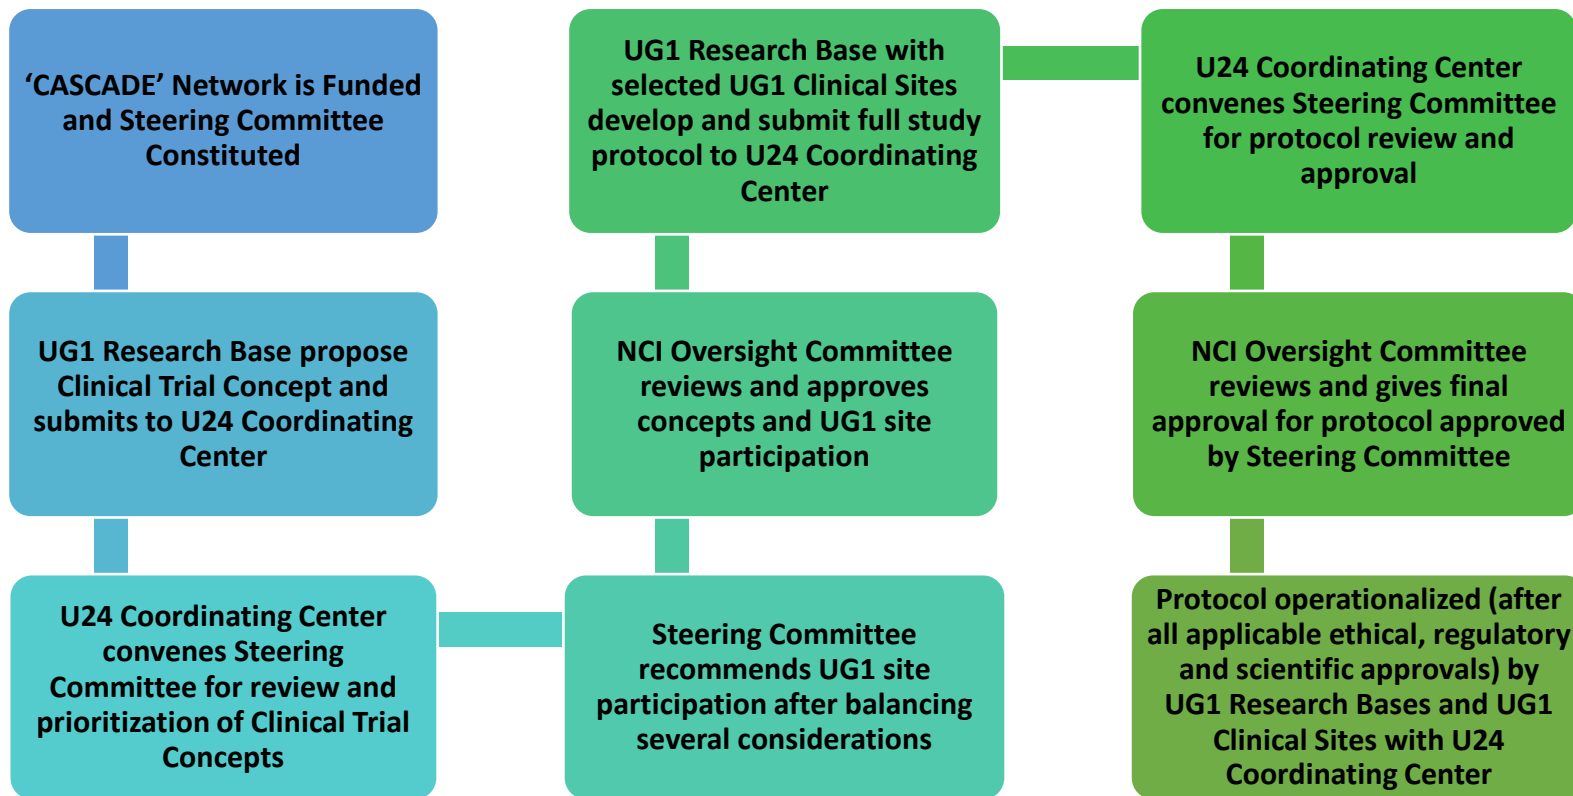 ‘CASCADE’ Network is Funded
and Steering Committee
Constituted
UG1 Research Base propose
Clinical Trial Concept and
submits to U24 Coordinating
Center
U24 Coordinating Center
convenes Steering
Committee for review and
prioritization of Clinical Trial
Concepts
Steering Committee
recommends UG1 site
participation after balancing
several considerations
NCI Oversight Committee
reviews and approves
concepts and UG1 site
participation
UG1 Research Base with
selected UG1 Clinical Sites
develop and submit full study
protocol to U24 Coordinating
Center
U24 Coordinating Center
convenes Steering Committee
for protocol review and
approval
NCI Oversight Committee
reviews and gives final
approval for protocol approved
by Steering Committee
Protocol operationalized (after
all applicable ethical, regulatory
and scientific approvals) by
UG1 Research Bases and UG1
Clinical Sites with U24
Coordinating Center